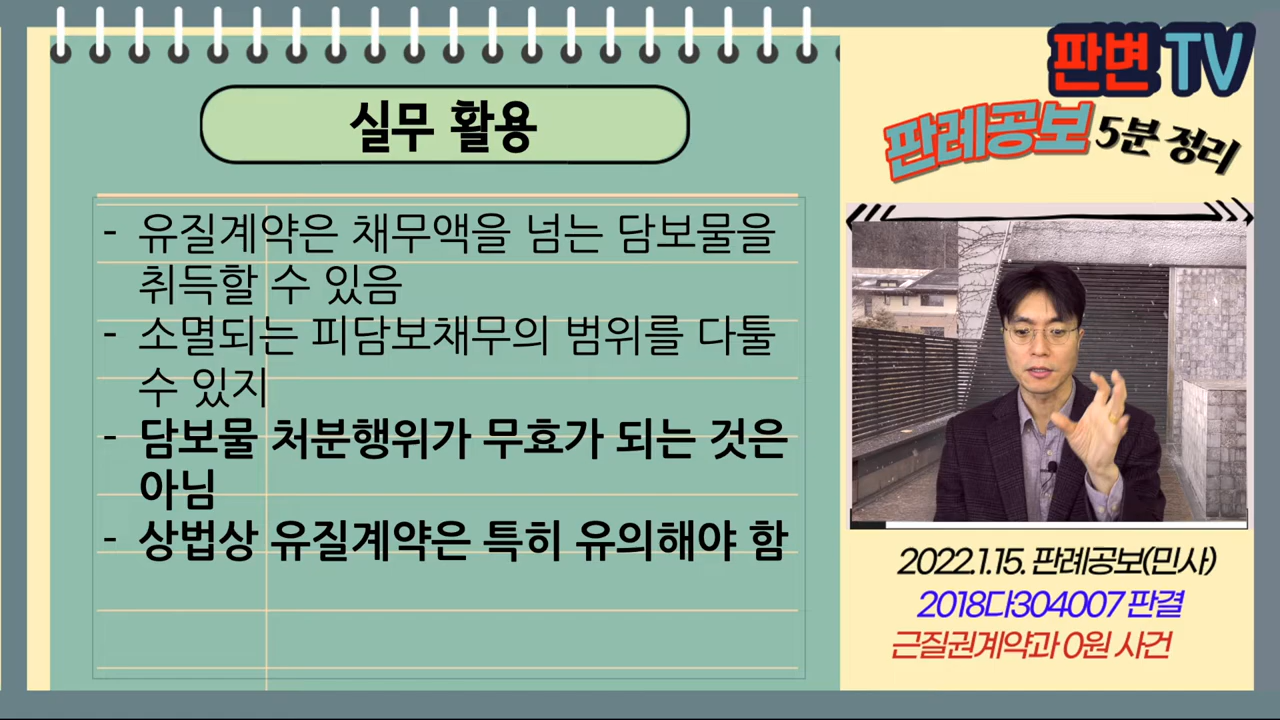 실무 활용
- 유질계약은 채무액을 넘는 담보물을
취득할 수 있음
- 소멸되는 피담보채무의 범위를 다툴
수 있지
- 담보물 처분행위가 무효가 되는 것은
아님
- 상법상 유질계약은 특히 유의해야 함
판변 TV
판례공보 5분 정리
2022.1.15. 판례공보(민사)
2018다304007 판결
근질권계약과 0원 사건